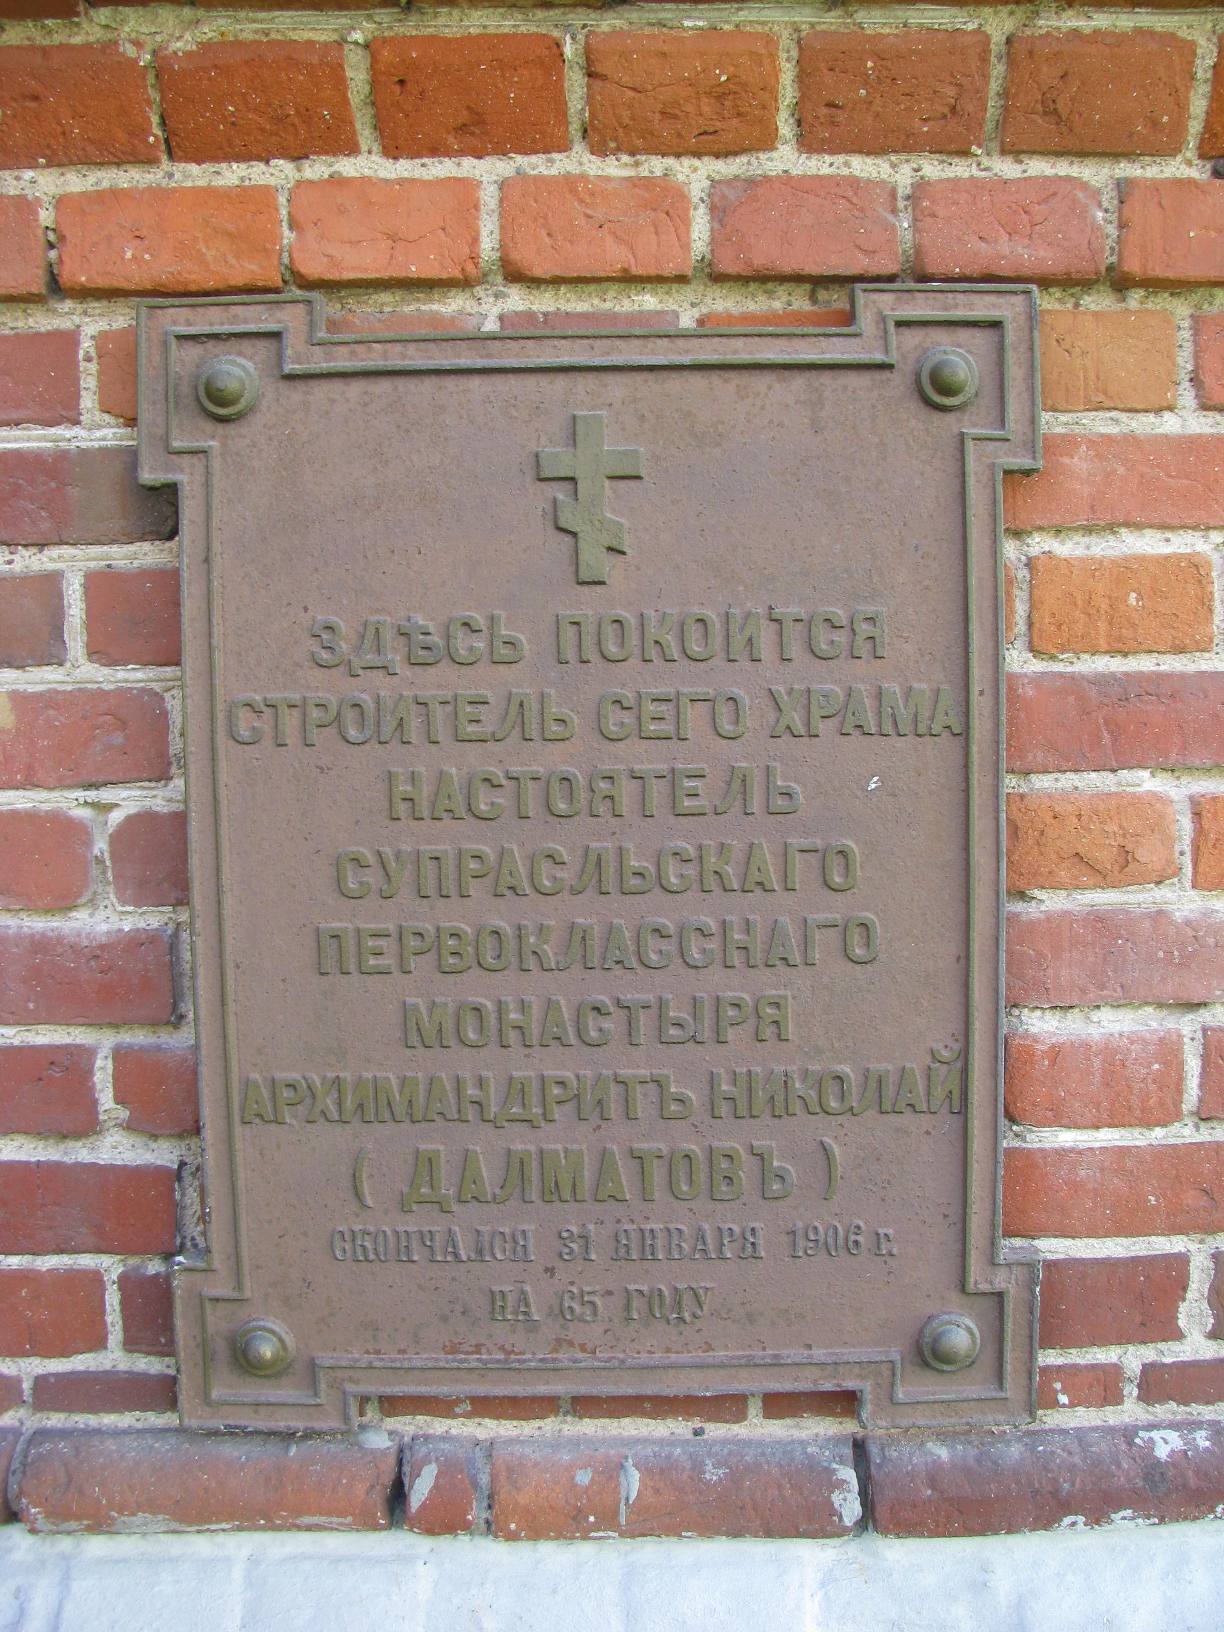 ЗДѢСЬ ПОКОИТСЯ
СТРОИТЕЛЬ СЕГО ХРАМА
НАСТОЯТЕЛЬ
СУПРАСЛЬСКАГО
ПЕРВОКЛАССНАГО
МОНАСТЫРЯ
АРХИМАНДРИТЪ НИКОЛАЙ
( ДАЛМАТОВЪ )
СКОНЧАЛСЯ 31 ЯНВАРЯ 1906 г.
НА 65 ГОДУ